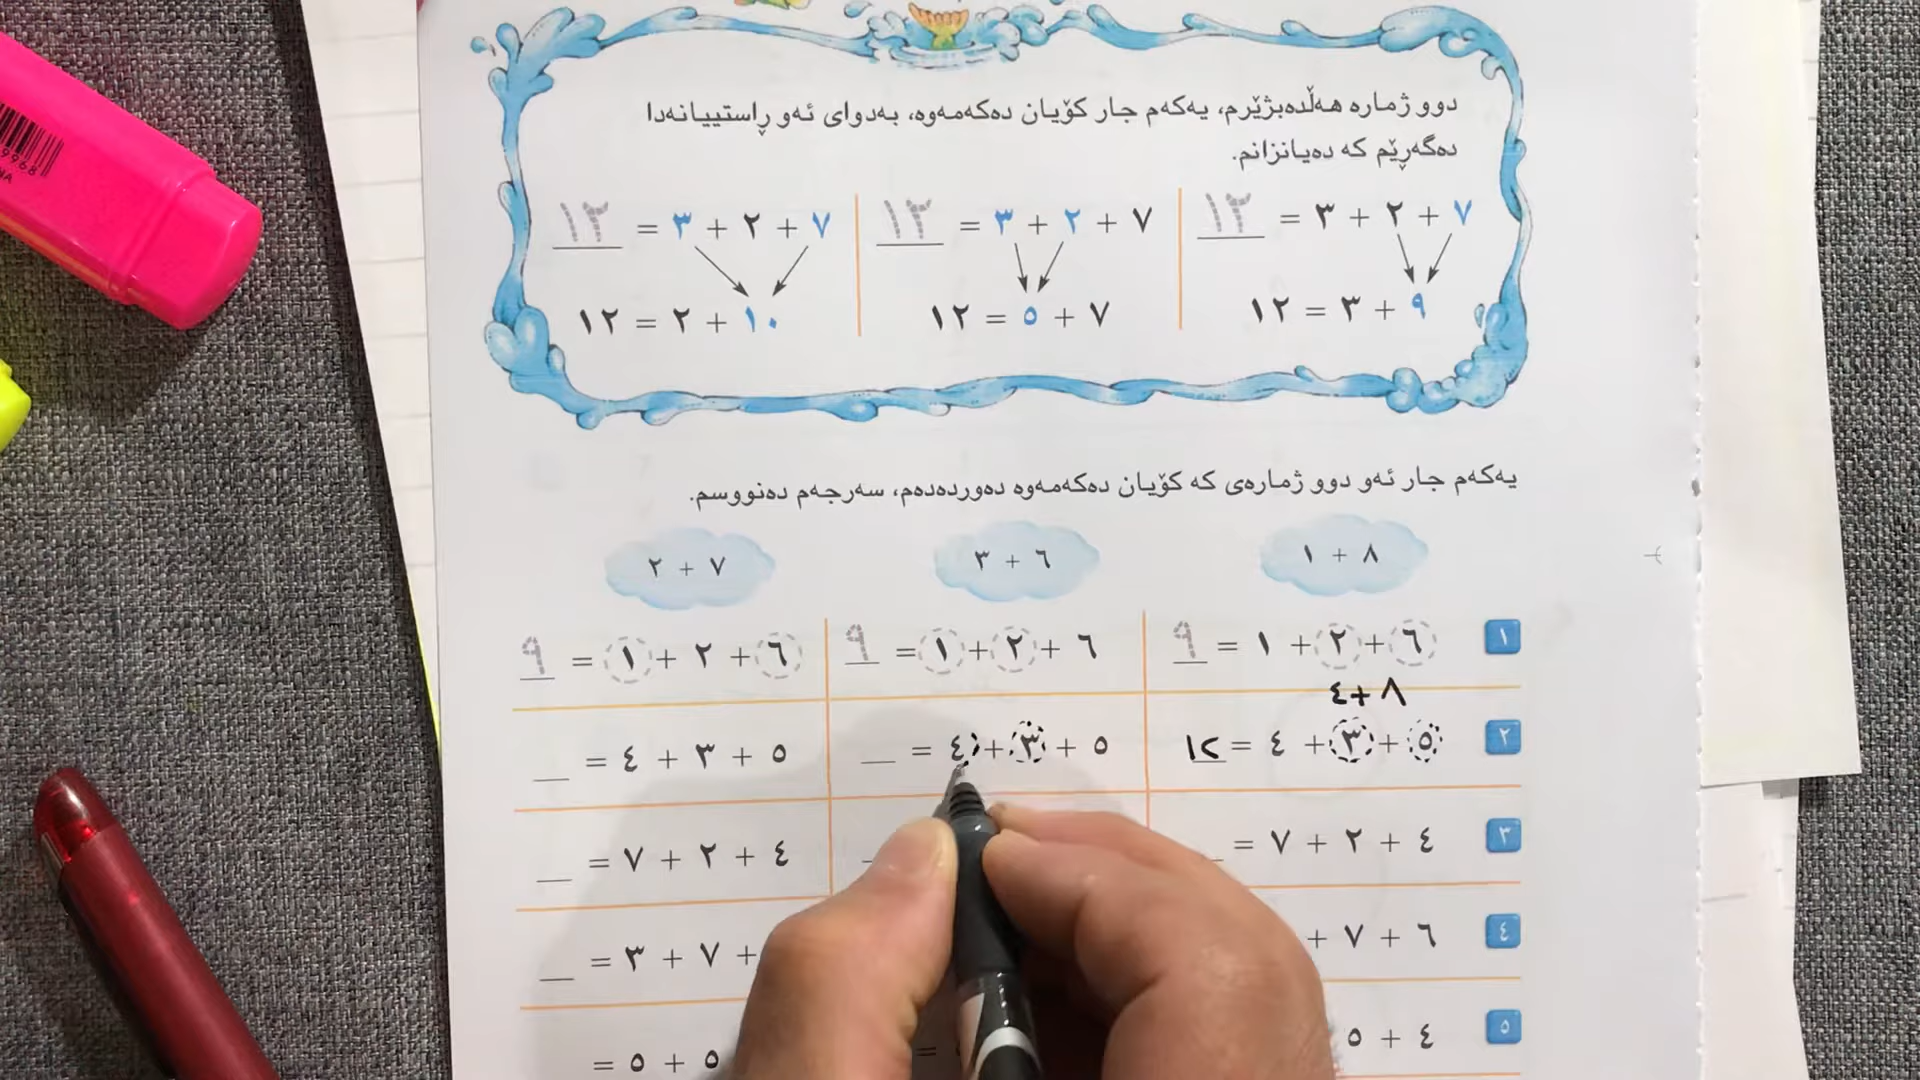 دوو ژمارە هەڵدەبژێرم، یەکەم جار کۆیان دەکەمەوە، بەدوای ئەو ڕاستییانەدا
دەگەڕێم کە دەیانزانم.
٧ + ٢ + ٣ = ١٢
٩ + ٣ = ١٢
٧ + ٢ + ٣ = ١٢
٧ + ٥ = ١٢
٧ + ٢ + ٣ = ١٢
١٠ + ٢ = ١٢
یەکەم جار ئەو دوو ژمارەی کە کۆیان دەکەمەوە دەوردەدەم، سەرجەم دەنووسم.
٨ + ١
٦ + ٣
٧ + ٢
١
٦ + ٢ + ١ = ٩
٦ + ٢ + ١ = ٩
٦ + ٢ + ١ = ٩
٨ + ٤
٢
٥ + ٣ + ٤ = ١٢
٥ + ٣ + ٤ =
٥ + ٣ + ٤ =
٣
٤ + ٢ + ٧ =
٤ + ٢ + ٧ =
٤
٦ + ٧ +
+ ٧ + ٣ =
٥
٤ + ٥
٥ + ٥ =
9968